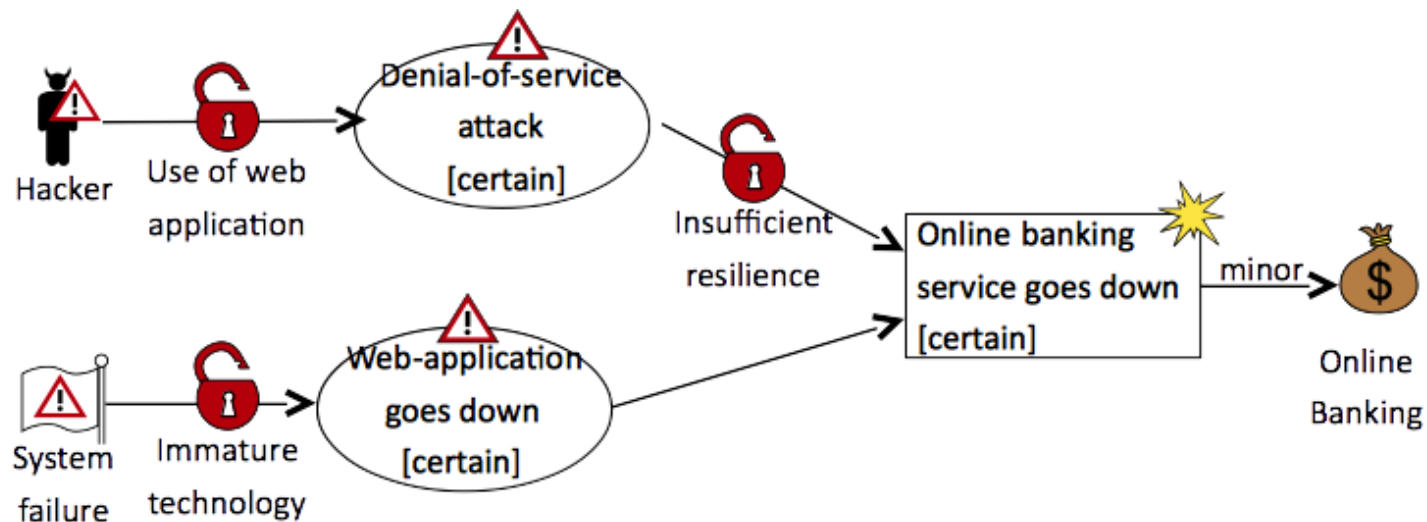 Hacker
Use of web
application
Denial-of-service
attack
[certain]
Insufficient
resilience
System
failure
Immature
technology
Web-application
goes down
[certain]
Online banking
service goes down
[certain]
minor
$
Online
Banking